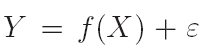 Y = f(X) + ε